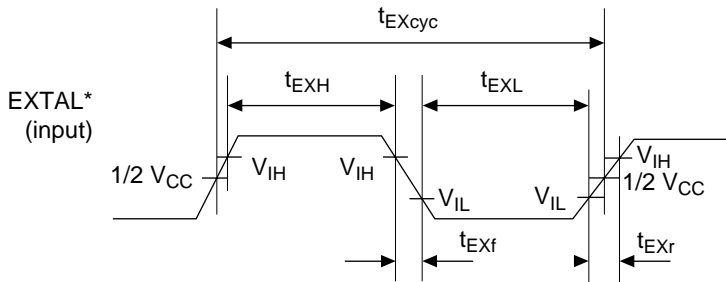 tEXcyc
tEXH
tEXL
EXTAL*
(input)
1/2 VCC
VIH
VIH
VIH
1/2 VCC
VIL
VIL
tEXf
tEXr